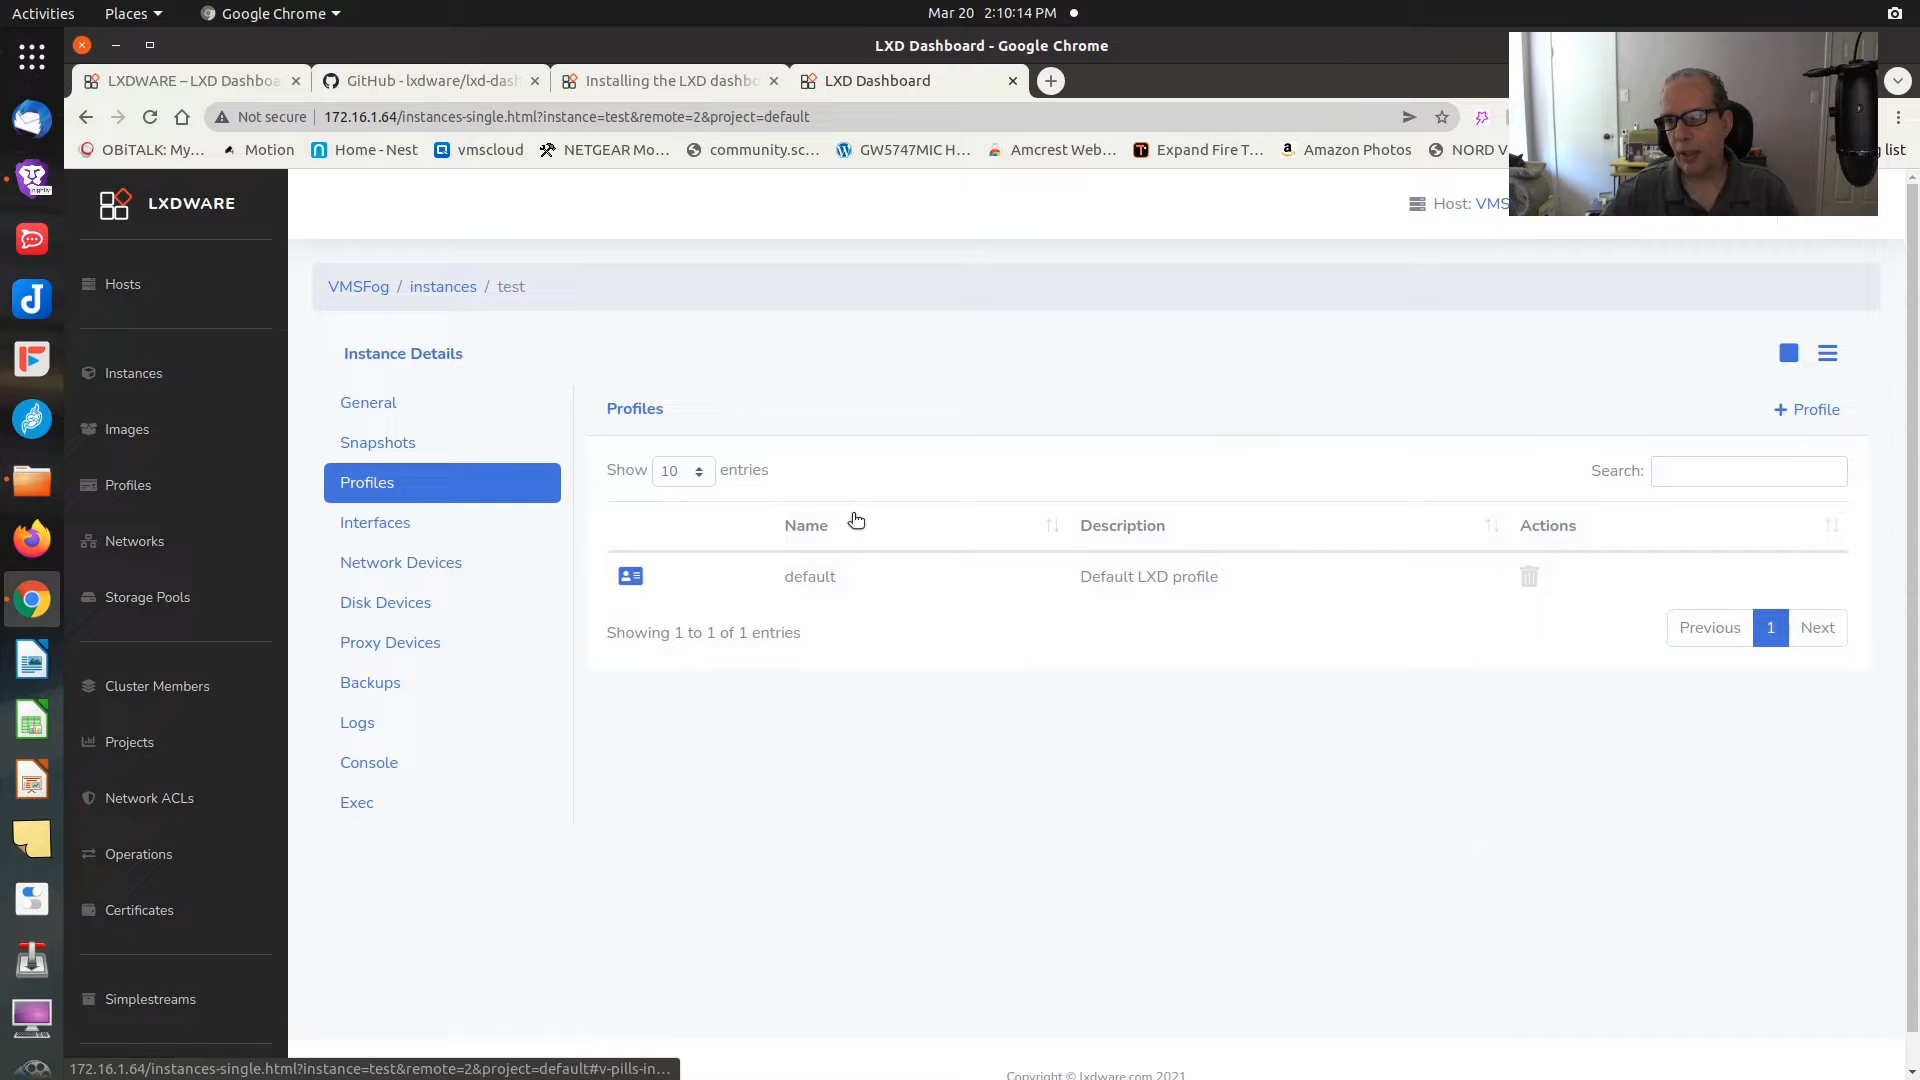 Activities Places Google Chrome Mar 20 2:10:14 PM
LXD Dashboard - Google Chrome
LXDWARE – LXD Dashboa
GitHub - lxdware/lxd-dash
Installing the LXD dashbo
LXD Dashboard
Not secure 172.16.1.64/instances-single.html?instance=test&remote=2&project=default
OBiTALK: My... Motion Home - Nest vmscloud NETGEAR Mo... community.sc... GW5747MIC H... Amcrest Web... Expand Fire T... Amazon Photos NORD V list
LXDWARE
Host: VMS
Hosts
Instances
Images
Profiles
Networks
Storage Pools
Cluster Members
Projects
Network ACLs
Operations
Certificates
Simplestreams
VMSFog / instances / test
Instance Details
General
Snapshots
Profiles
Interfaces
Network Devices
Disk Devices
Proxy Devices
Backups
Logs
Console
Exec
Profiles
+ Profile
Show 10 entries
Search:
Name Description Actions
default Default LXD profile
Showing 1 to 1 of 1 entries
Previous 1 Next
172.16.1.64/instances-single.html?instance=test&remote=2&project=default#v-pills-in...
Copyright © lxdware.com 2021